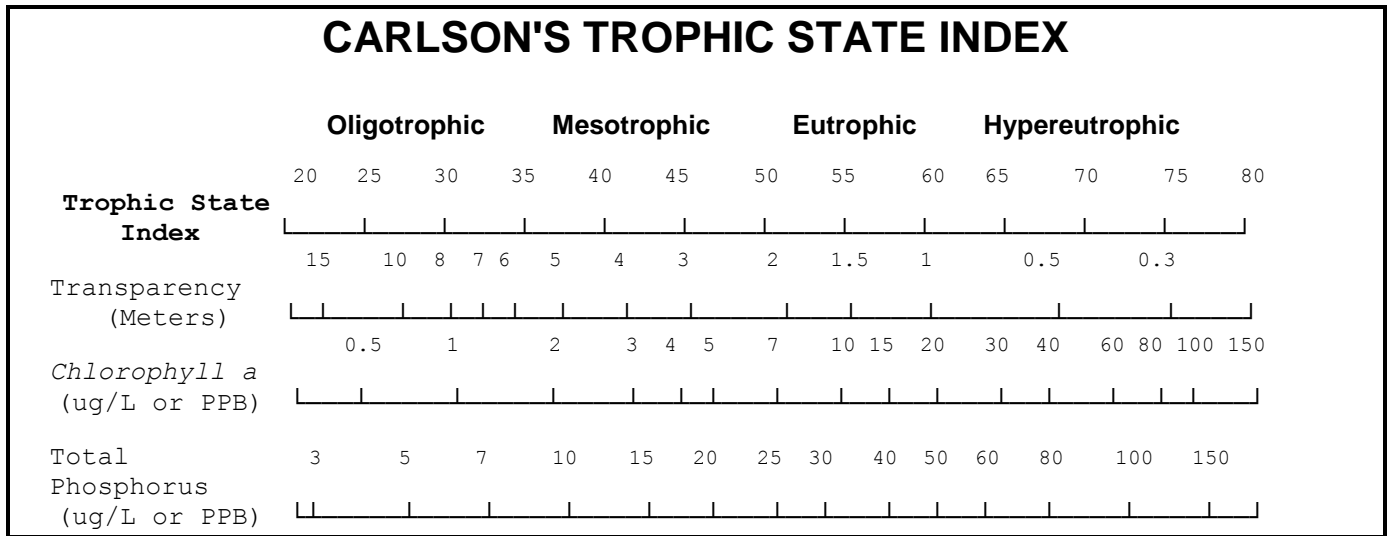 CARLSON'S TROPHIC STATE INDEX
Oligotrophic Mesotrophic Eutrophic Hypereutrophic
20 25 30 35 40 45 50 55 60 65 70 75 80
Trophic State
Index
15 10 8 7 6 5 4 3 2 1.5 1 0.5 0.3
Transparency
(Meters)
0.5 1 2 3 4 5 7 10 15 20 30 40 60 80 100 150
Chlorophyll a
(ug/L or PPB)
Total
3 5 7 10 15 20 25 30 40 50 60 80 100 150
Phosphorus
(ug/L or PPB)